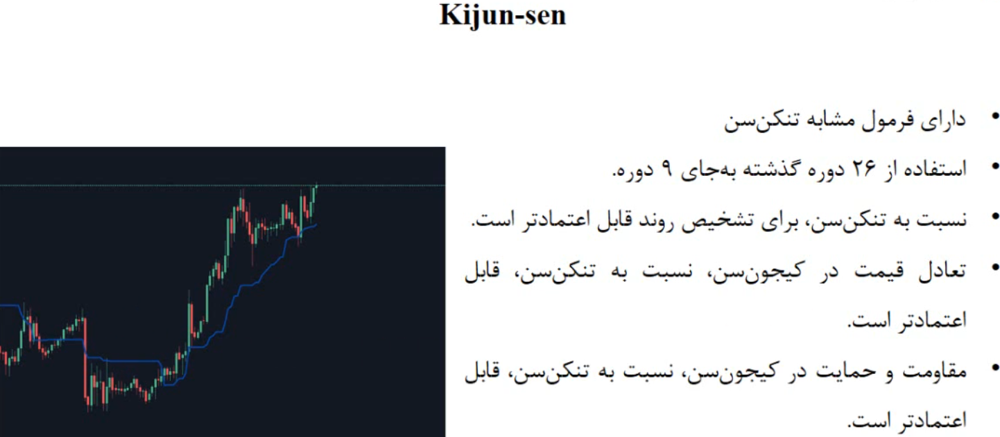 Kijun-sen
• دارای فرمول مشابه تنکن‌سن
• استفاده از ۲۶ دوره گذشته به‌جای ۹ دوره.
• نسبت به تنکن‌سن، برای تشخیص روند قابل اعتمادتر است.
• تعادل قیمت در کیجون‌سن، نسبت به تنکن‌سن، قابل
اعتمادتر است.
• مقاومت و حمایت در کیجون‌سن، نسبت به تنکن‌سن، قابل
اعتمادتر است.